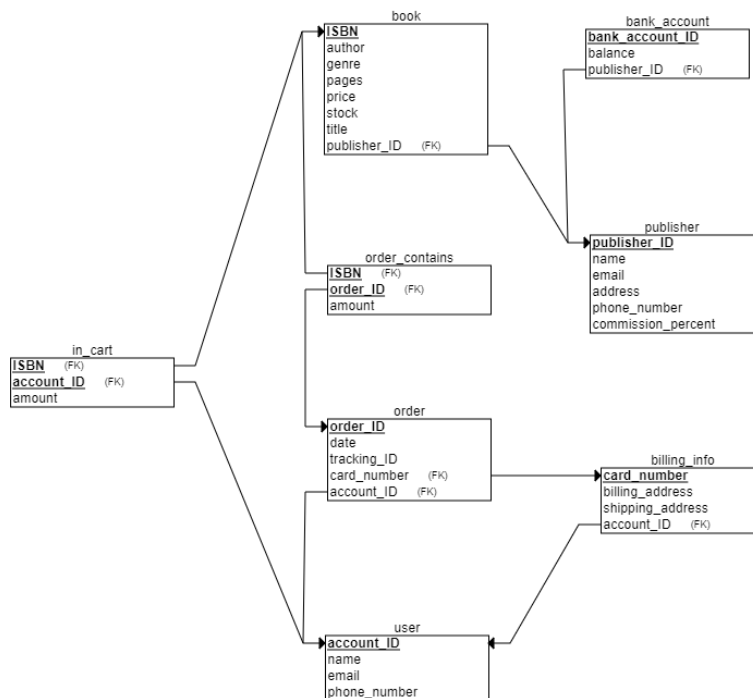 book
ISBN
author
genre
pages
price
stock
title
publisher_ID (FK)
bank_account
bank_account_ID
balance
publisher_ID (FK)
publisher
publisher_ID
name
email
address
phone_number
commission_percent
order_contains
ISBN (FK)
order_ID (FK)
amount
in_cart
ISBN (FK)
account_ID (FK)
amount
order
order_ID
date
tracking_ID
card_number (FK)
account_ID (FK)
billing_info
card_number
billing_address
shipping_address
account_ID (FK)
user
account_ID
name
email
phone_number